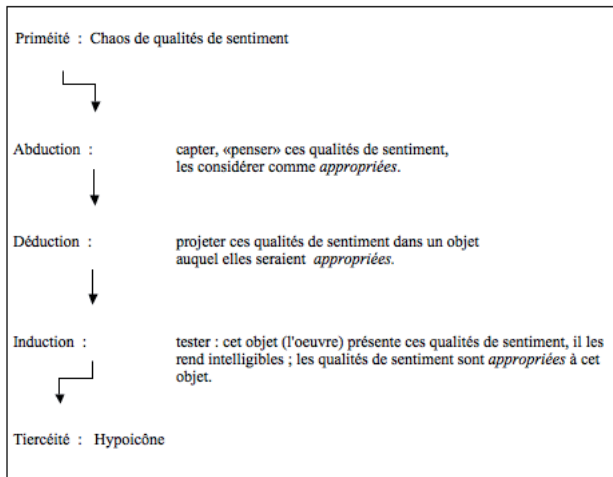 Priméité : Chaos de qualités de sentiment
Abduction : capter, «penser» ces qualités de sentiment,
les considérer comme appropriées.
Déduction : projeter ces qualités de sentiment dans un objet
auquel elles seraient appropriées.
Induction : tester : cet objet (l'oeuvre) présente ces qualités de sentiment, il les
rend intelligibles ; les qualités de sentiment sont appropriées à cet
objet.
Tiercéité : Hypoicône